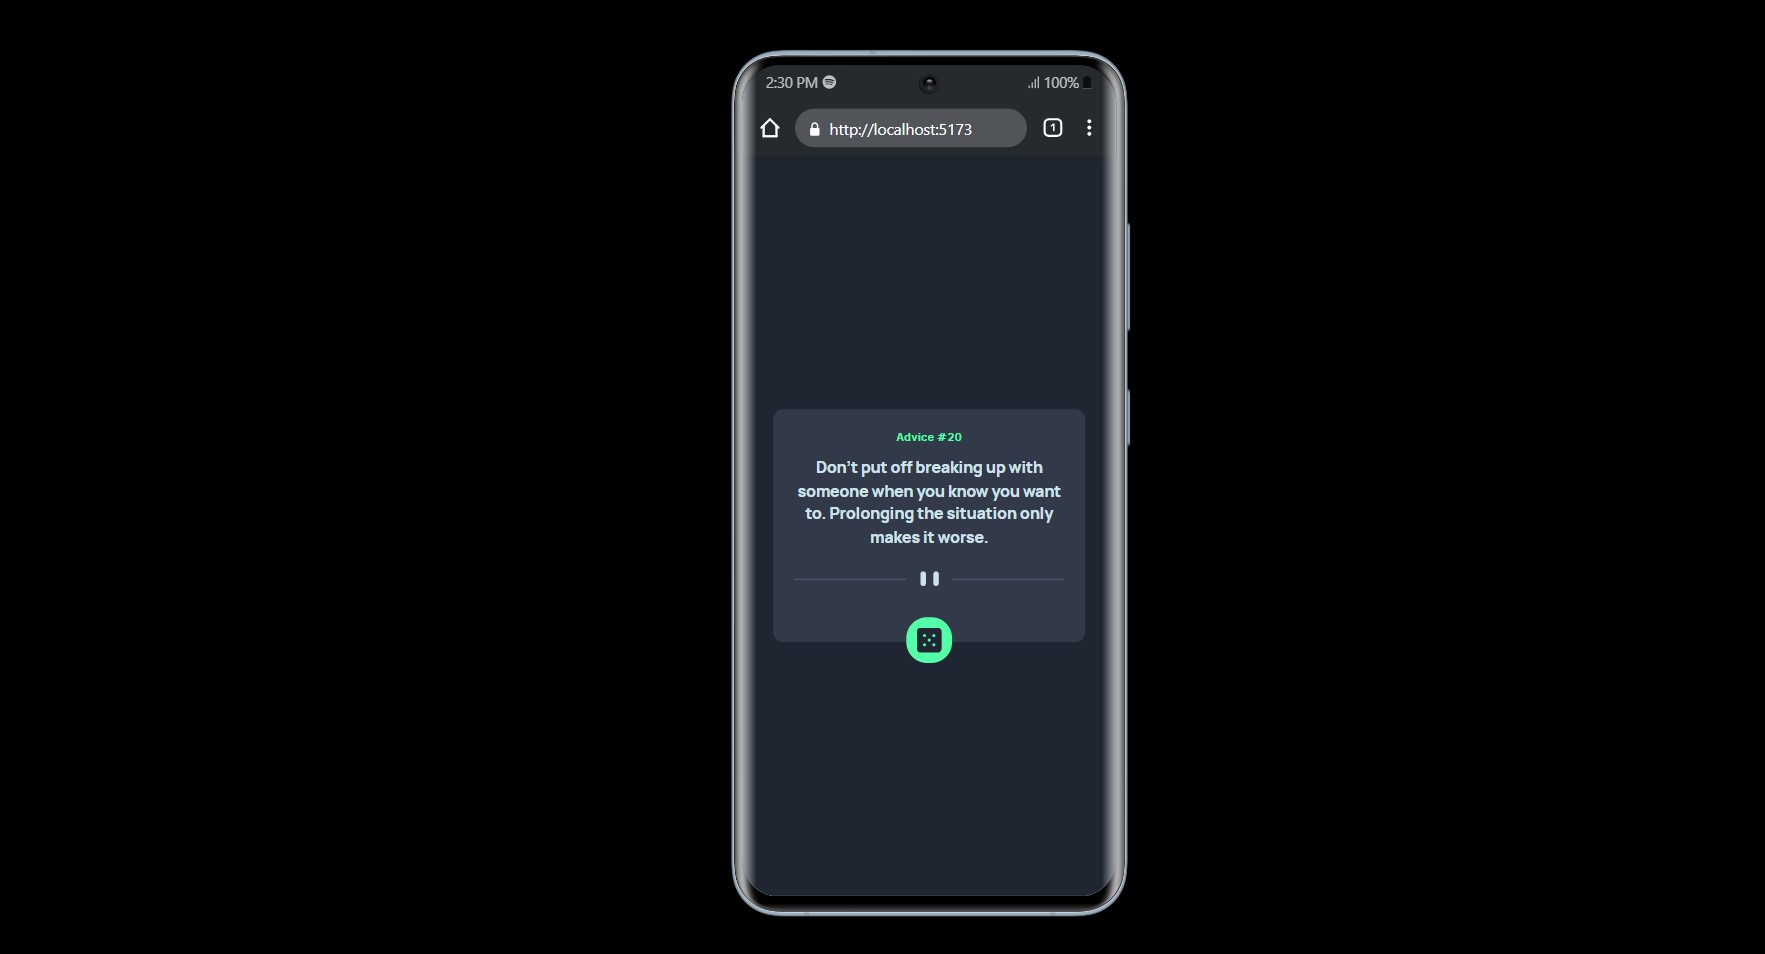 2:30 PM
100%
http://localhost:5173
1
Advice #20
Don't put off breaking up with
someone when you know you want
to. Prolonging the situation only
makes it worse.